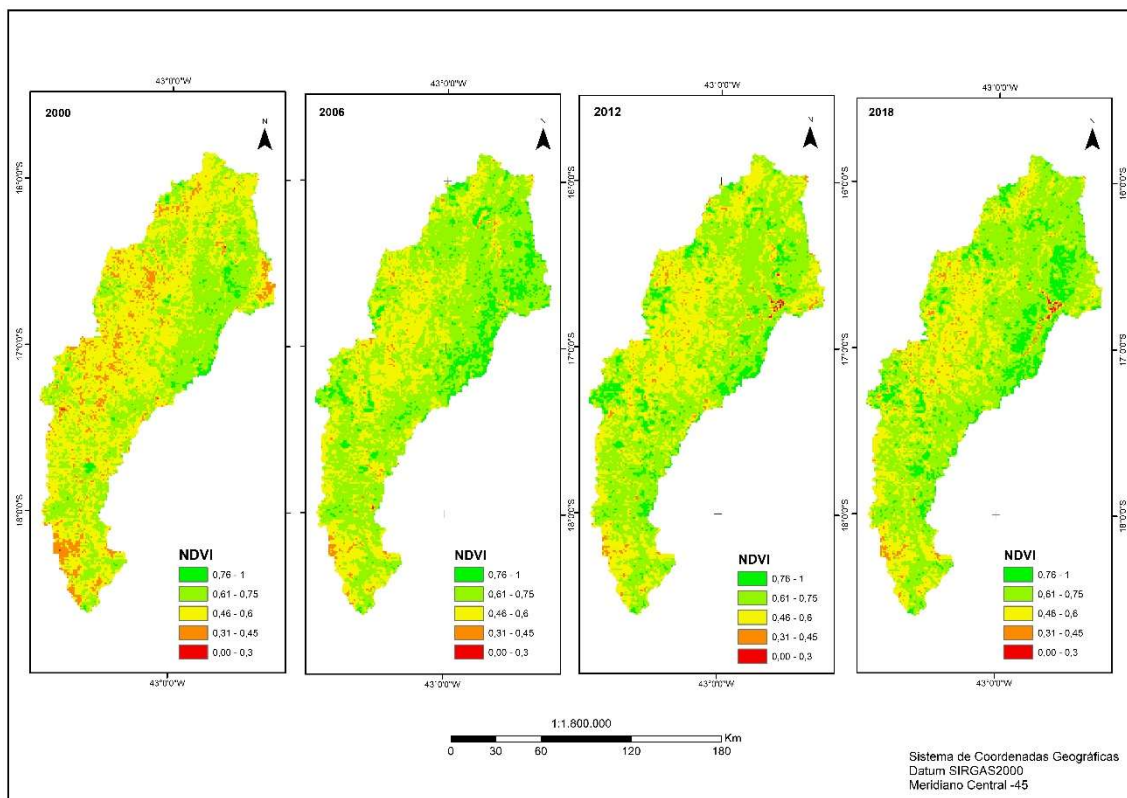 43°0'0"W
43°0'0"W
43°0'0"W
43°0'0"W
2000
N
2006
2012
2018
16°0'0"S
16°0'0"S
16°0'0"S
16°0'0"S
17°0'0"S
17°0'0"S
17°0'0"S
17°0'0"S
18°0'0"S
18°0'0"S
18°0'0"S
18°0'0"S
NDVI
0,76 - 1
0,61 - 0,75
0,46 - 0,6
0,31 - 0,45
0,00 - 0,3
NDVI
0,76 - 1
0,61 - 0,75
0,46 - 0,6
0,31 - 0,45
0,00 - 0,3
NDVI
0,76 - 1
0,61 - 0,75
0,46 - 0,6
0,31 - 0,45
0,00 - 0,3
NDVI
0,76 - 1
0,61 - 0,75
0,46 - 0,6
0,31 - 0,45
0,00 - 0,3
43°0'0"W
43°0'0"W
43°0'0"W
43°0'0"W
1:1.800.000
Km
0 30 60 120 180
Sistema de Coordenadas Geográficas
Datum SIRGAS2000
Meridiano Central -45